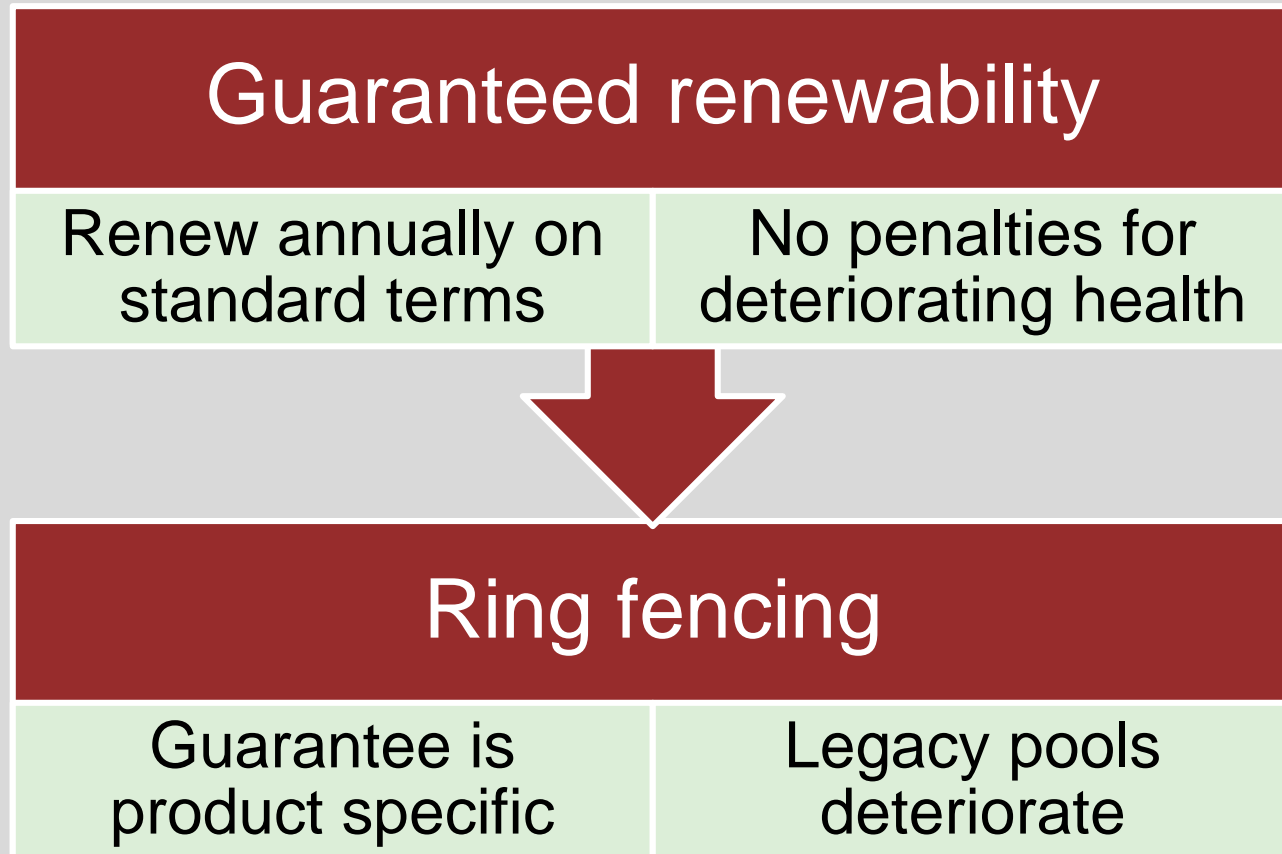 Guaranteed renewability
Renew annually on
standard terms
No penalties for
deteriorating health
Ring fencing
Guarantee is
product specific
Legacy pools
deteriorate